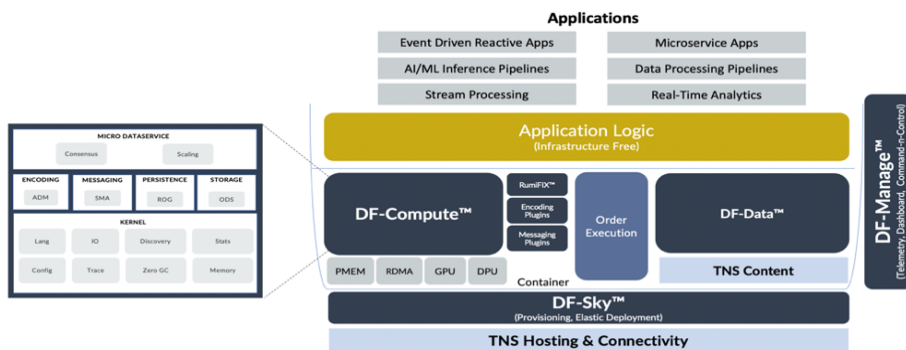 Applications
Event Driven Reactive Apps
Microservice Apps
AI/ML Inference Pipelines
Data Processing Pipelines
Stream Processing
Real-Time Analytics
Application Logic
(Infrastructure Free)
MICRO DATASERVICE
Consensus
Scaling
ENCODING
MESSAGING
PERSISTENCE
STORAGE
ADM
SMA
ROG
ODS
KERNEL
Lang
IO
Discovery
Stats
Config
Trace
Zero GC
Memory
DF-Compute™
RumiFIX™
Encoding
Plugins
Messaging
Plugins
Order
Execution
DF-Data™
PMEM
RDMA
GPU
DPU
Container
TNS Content
DF-Sky™
(Provisioning, Elastic Deployment)
TNS Hosting & Connectivity
DF-Manage™
(Telemetry, Dashboard, Command-n-Control)